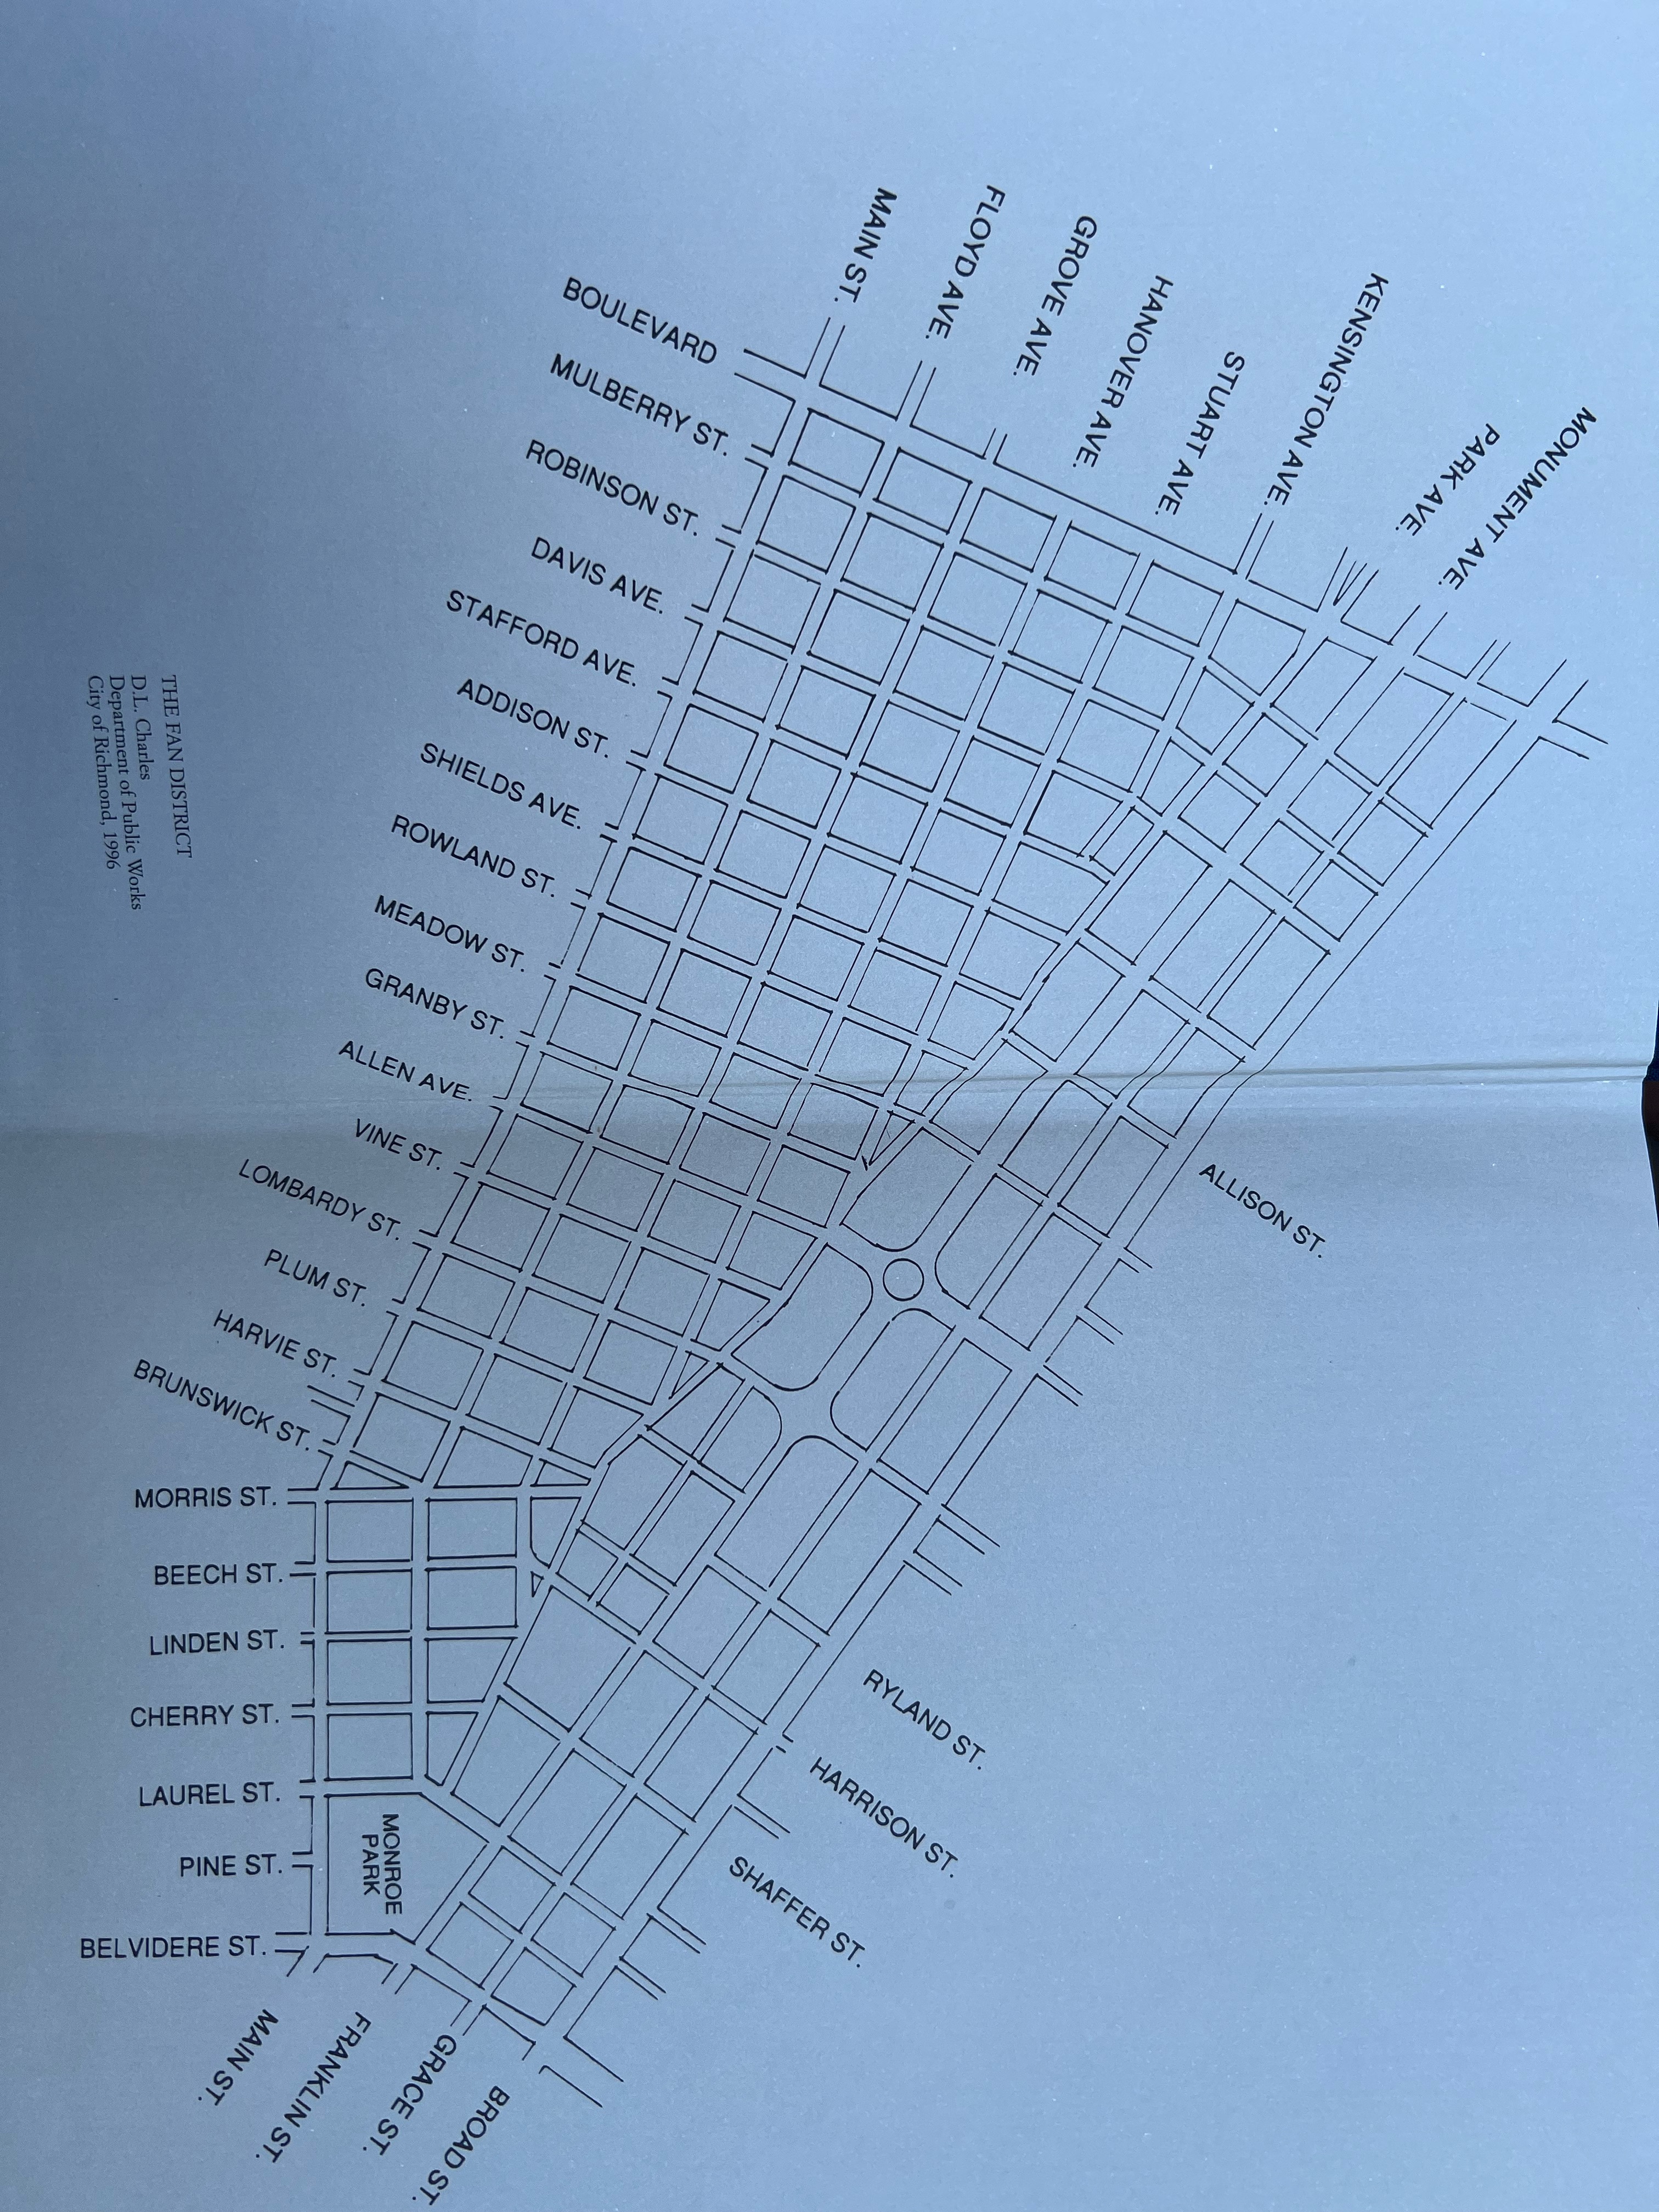 MAIN ST.
FLOYD AVE.
GROVE AVE.
HANOVER AVE.
STUART AVE.
KENSINGTON AVE.
PARK AVE.
MONUMENT AVE.
BOULEVARD
MULBERRY ST.
ROBINSON ST.
DAVIS AVE.
STAFFORD AVE.
ADDISON ST.
SHIELDS AVE.
ROWLAND ST.
MEADOW ST.
GRANBY ST.
ALLEN AVE.
VINE ST.
LOMBARDY ST.
PLUM ST.
HARVIE ST.
BRUNSWICK ST.
MORRIS ST.
BEECH ST.
LINDEN ST.
CHERRY ST.
LAUREL ST.
PINE ST.
BELVIDERE ST.
MONROE
PARK
ALLISON ST.
RYLAND ST.
HARRISON ST.
SHAFFER ST.
MAIN ST.
FRANKLIN ST.
GRACE ST.
BROAD ST.
THE FAN DISTRICT
D.L. Charles
Department of Public Works
City of Richmond, 1996